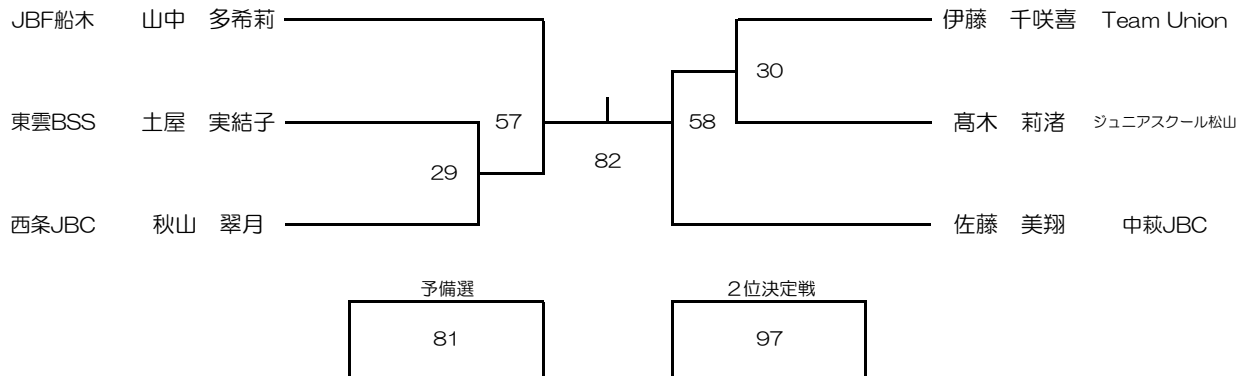 JBF船木 山中 多希莉 伊藤 千咲喜 Team Union
30
東雲BSS 土屋 実結子 57 58 髙木 莉渚 ジュニアスクール松山
29 82
西条JBC 秋山 翠月 佐藤 美翔 中萩JBC
予備選 2位決定戦
81 97